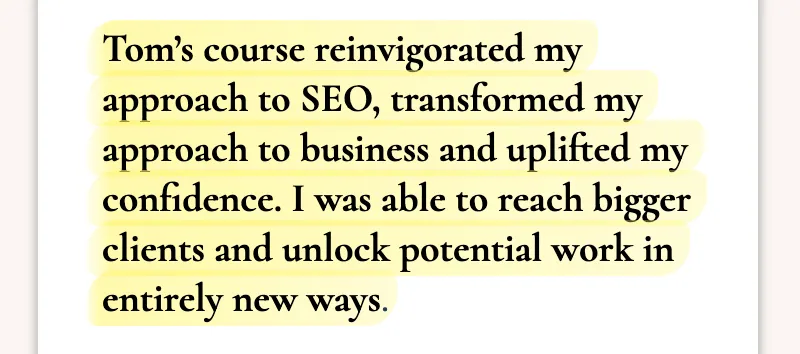 Tom’s course reinvigorated my
approach to SEO, transformed my
approach to business and uplifted my
confidence. I was able to reach bigger
clients and unlock potential work in
entirely new ways.